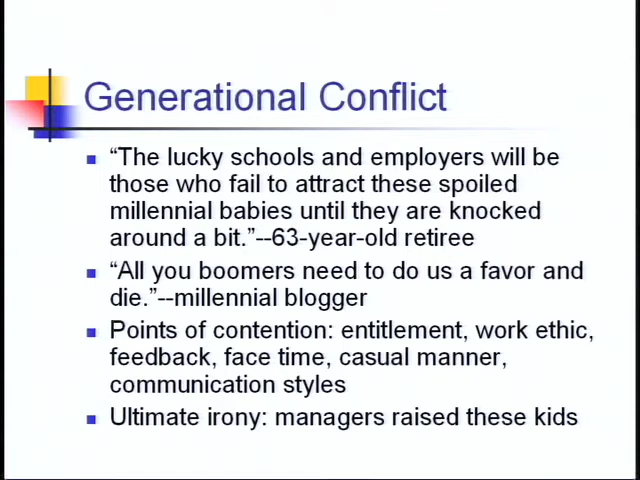 Generational Conflict
“The lucky schools and employers will be
those who fail to attract these spoiled
millennial babies until they are knocked
around a bit.”--63-year-old retiree
“All you boomers need to do us a favor and
die.”--millennial blogger
Points of contention: entitlement, work ethic,
feedback, face time, casual manner,
communication styles
Ultimate irony: managers raised these kids